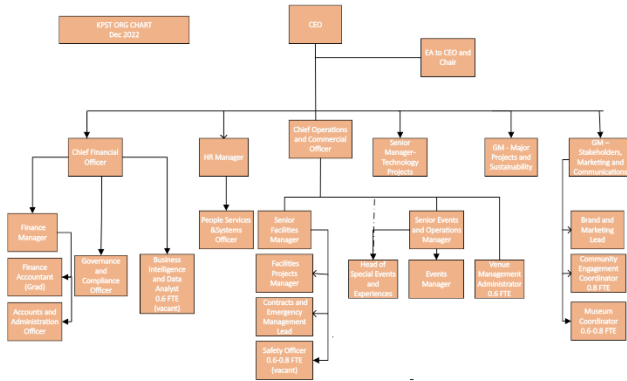 KPST ORG CHART
Dec 2022
CEO
EA to CEO and
Chair
Chief Financial
Officer
HR Manager
Chief Operations
and Commercial
Officer
Senior
Manager-
Technology
Projects
GM - Major
Projects and
Sustainability
GM –
Stakeholders,
Marketing and
Communications
Finance
Manager
Finance
Accountant
(Grad)
Accounts and
Administration
Officer
Governance
and
Compliance
Officer
Business
Intelligence
and Data
Analyst
0.6 FTE
(vacant)
People Services
&Systems
Officer
Senior
Facilities
Manager
Facilities
Projects
Manager
Contracts and
Emergency
Management
Lead
Safety Officer
0.6-0.8 FTE
(vacant)
Senior Events
and Operations
Manager
Head of
Special Events
and
Experiences
Events
Manager
Venue
Management
Administrator
0.6 FTE
Brand and
Marketing
Lead
Community
Engagement
Coordinator
0.8 FTE
Museum
Coordinator
0.6-0.8 FTE